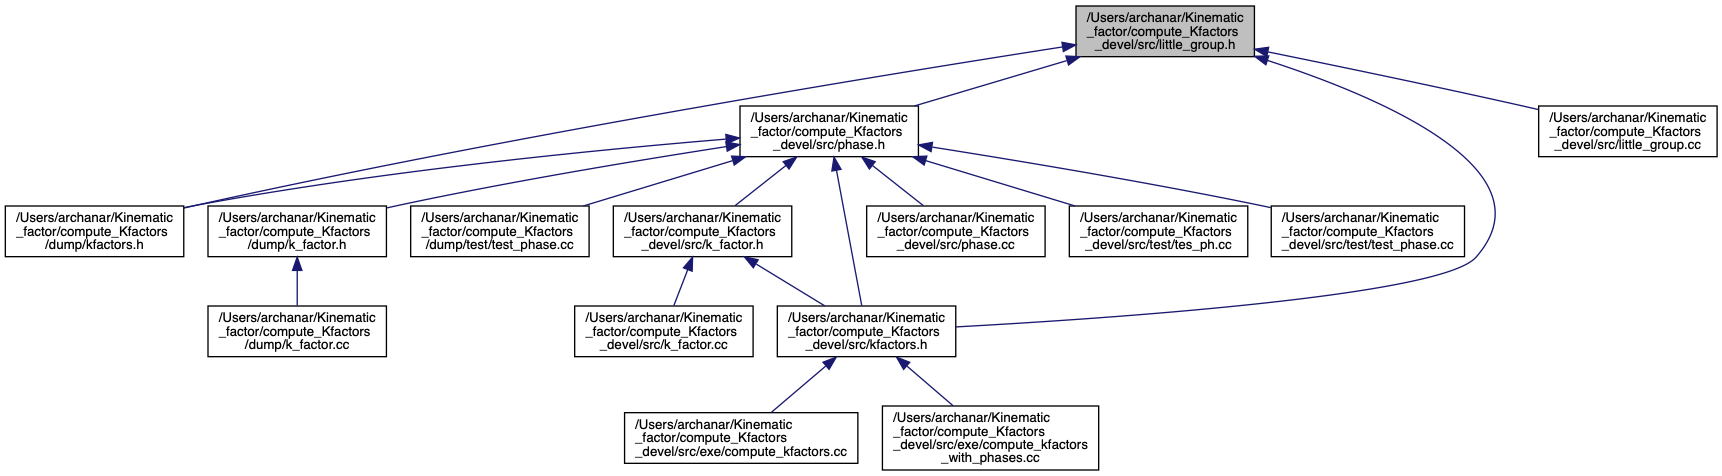 /Users/archanar/Kinematic
_factor/compute_Kfactors
_devel/src/little_group.h
/Users/archanar/Kinematic
_factor/compute_Kfactors
_devel/src/phase.h
/Users/archanar/Kinematic
_factor/compute_Kfactors
_devel/src/little_group.cc
/Users/archanar/Kinematic
_factor/compute_Kfactors
/dump/kfactors.h
/Users/archanar/Kinematic
_factor/compute_Kfactors
/dump/k_factor.h
/Users/archanar/Kinematic
_factor/compute_Kfactors
/dump/test/test_phase.cc
/Users/archanar/Kinematic
_factor/compute_Kfactors
_devel/src/k_factor.h
/Users/archanar/Kinematic
_factor/compute_Kfactors
_devel/src/phase.cc
/Users/archanar/Kinematic
_factor/compute_Kfactors
_devel/src/test/tes_ph.cc
/Users/archanar/Kinematic
_factor/compute_Kfactors
_devel/src/test/test_phase.cc
/Users/archanar/Kinematic
_factor/compute_Kfactors
/dump/k_factor.cc
/Users/archanar/Kinematic
_factor/compute_Kfactors
_devel/src/k_factor.cc
/Users/archanar/Kinematic
_factor/compute_Kfactors
_devel/src/kfactors.h
/Users/archanar/Kinematic
_factor/compute_Kfactors
_devel/src/exe/compute_kfactors.cc
/Users/archanar/Kinematic
_factor/compute_Kfactors
_devel/src/exe/compute_kfactors
_with_phases.cc